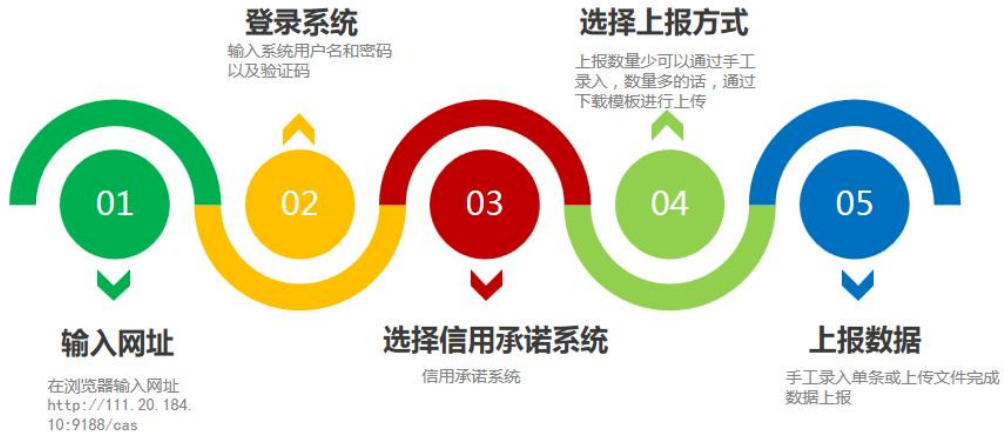 登录系统
输入系统用户名和密码
以及验证码
选择上报方式
上报数量少可以通过手工
录入，数量多的话，通过
下载模板进行上传
01
02
03
04
05
输入网址
在浏览器输入网址
http://111.20.184.
10:9188/cas
选择信用承诺系统
信用承诺系统
上报数据
手工录入单条或上传文件完成
数据上报